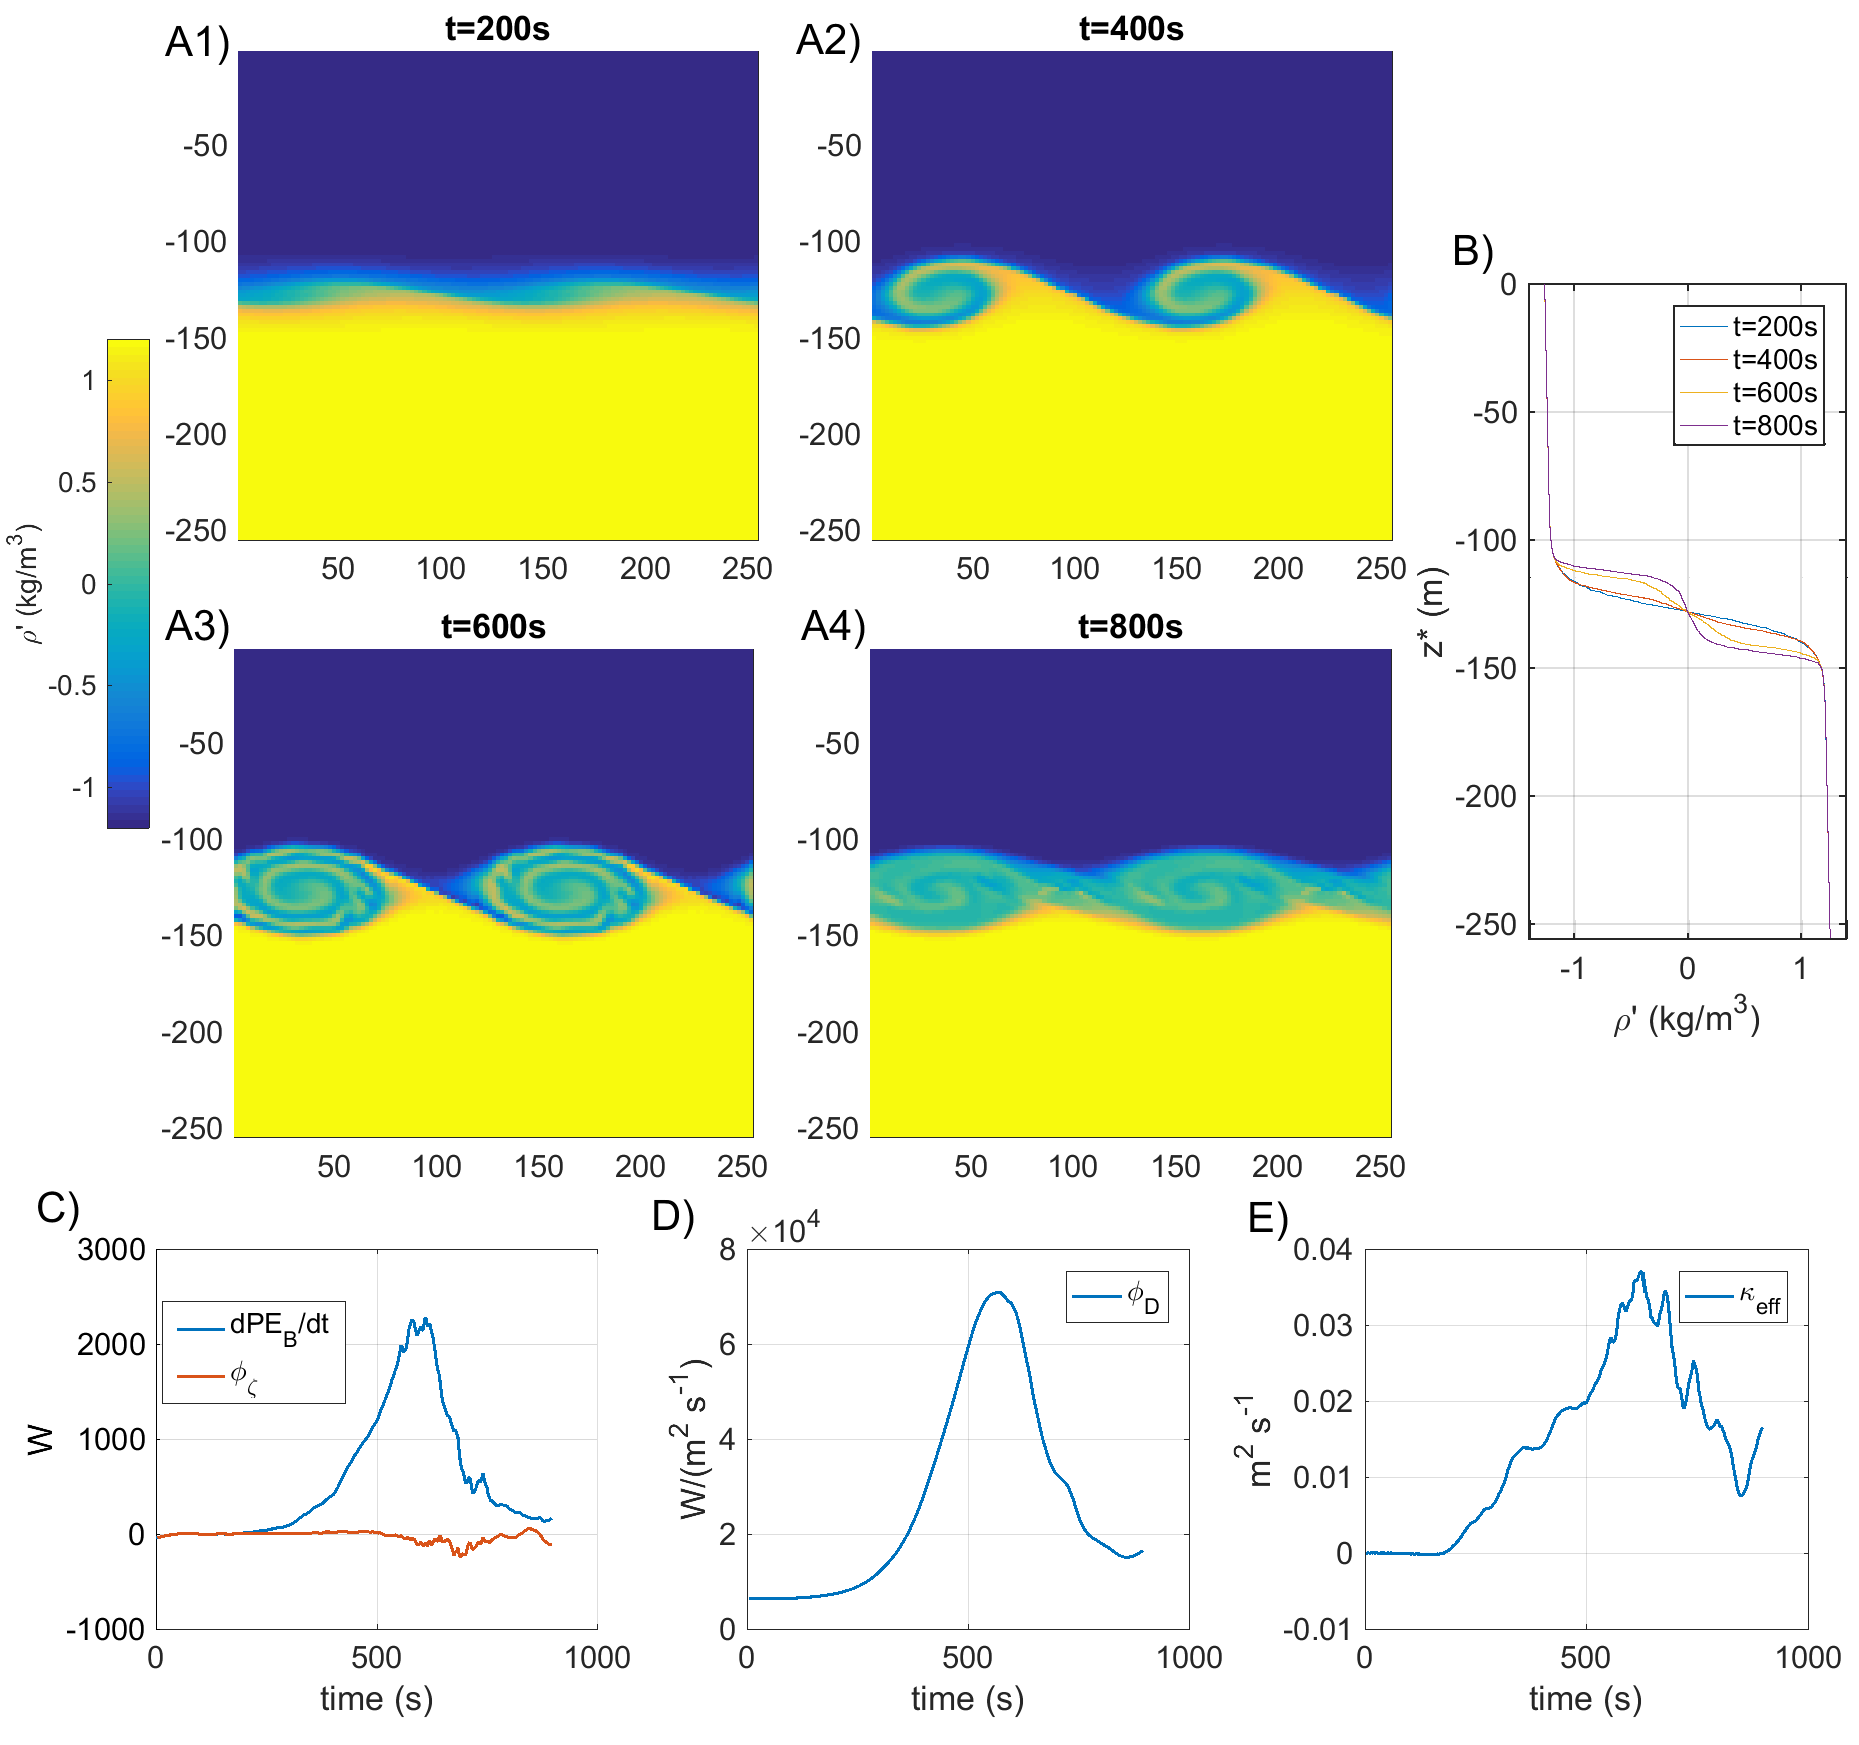 A1)
t=200s
-50
-100
-150
-200
-250
50 100 150 200 250
A2)
t=400s
-50
-100
-150
-200
-250
50 100 150 200 250
ρ' (kg/m³)
1
0.5
0
-0.5
-1
B)
0
-50
-100
-150
-200
-250
z* (m)
t=200s
t=400s
t=600s
t=800s
-1 0 1
ρ' (kg/m³)
A3)
t=600s
-50
-100
-150
-200
-250
50 100 150 200 250
A4)
t=800s
-50
-100
-150
-200
-250
50 100 150 200 250
C)
3000
2000
1000
0
-1000
W
dPE_B/dt
ϕ_ζ
0 500 1000
time (s)
D)
×10⁴
8
6
4
2
0
W/(m² s⁻¹)
ϕ_D
0 500 1000
time (s)
E)
0.04
0.03
0.02
0.01
0
-0.01
m² s⁻¹
κ_eff
0 500 1000
time (s)